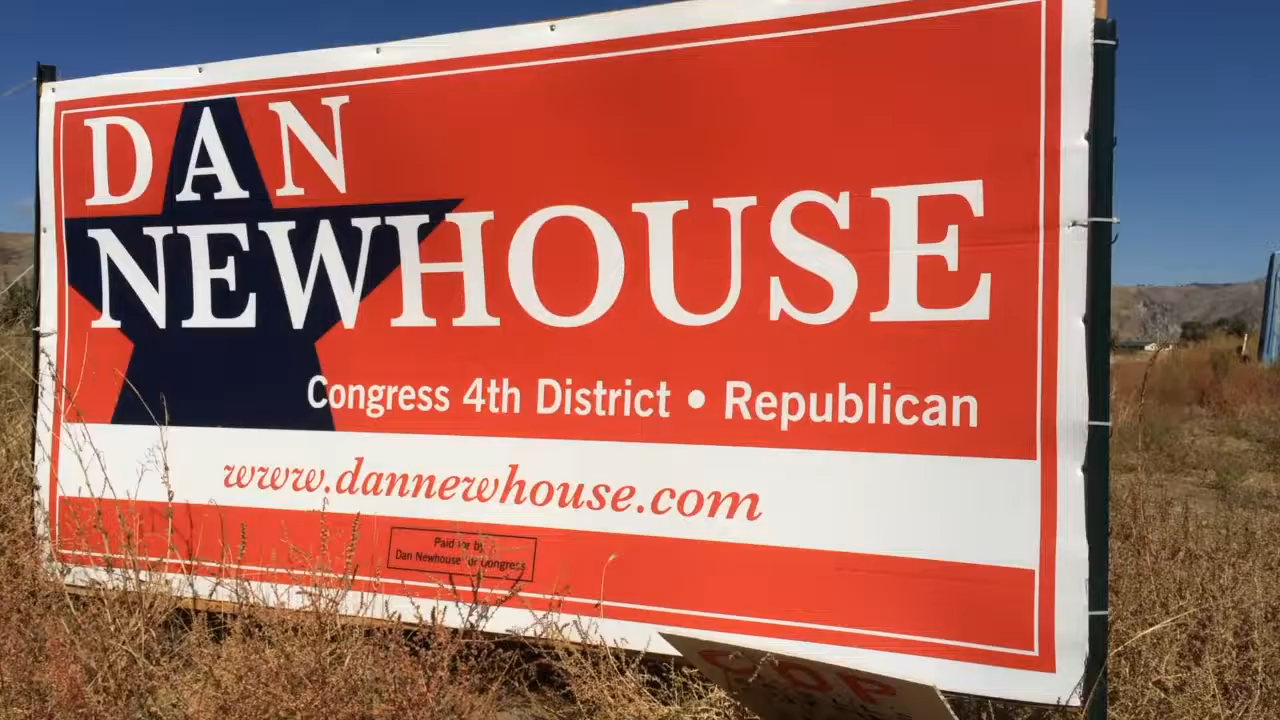 DAN
NEWHOUSE
Congress 4th District • Republican
www.dannewhouse.com
Paid for by
Dan Newhouse for Congress